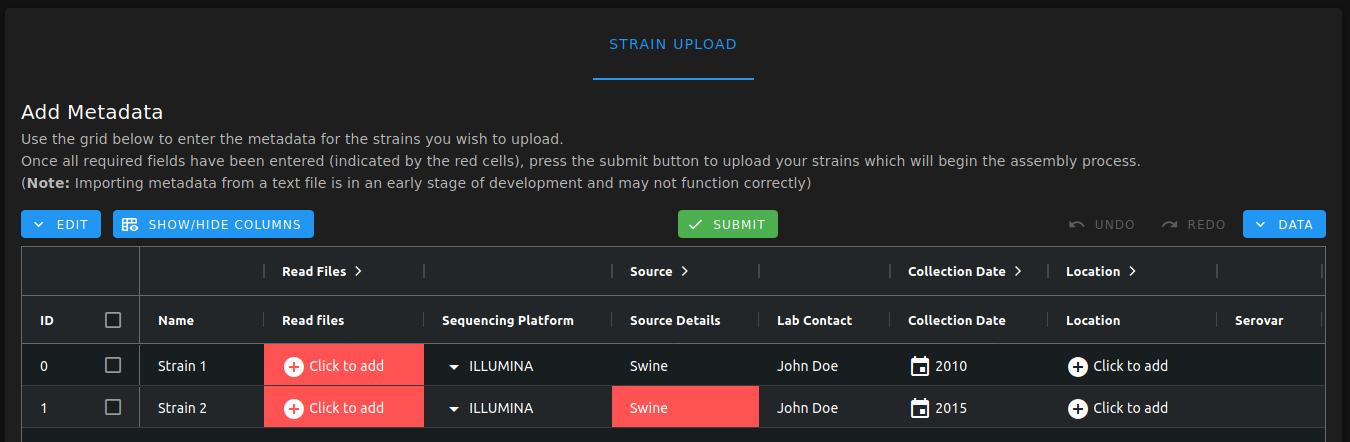 STRAIN UPLOAD
Add Metadata
Use the grid below to enter the metadata for the strains you wish to upload.
Once all required fields have been entered (indicated by the red cells), press the submit button to upload your strains which will begin the assembly process.
(Note: Importing metadata from a text file is in an early stage of development and may not function correctly)
EDIT SHOW/HIDE COLUMNS SUBMIT UNDO REDO DATA
Read Files Source Collection Date Location
ID Name Read files Sequencing Platform Source Details Lab Contact Collection Date Location Serovar
0 Strain 1 Click to add ILLUMINA Swine John Doe 2010 Click to add
1 Strain 2 Click to add ILLUMINA Swine John Doe 2015 Click to add